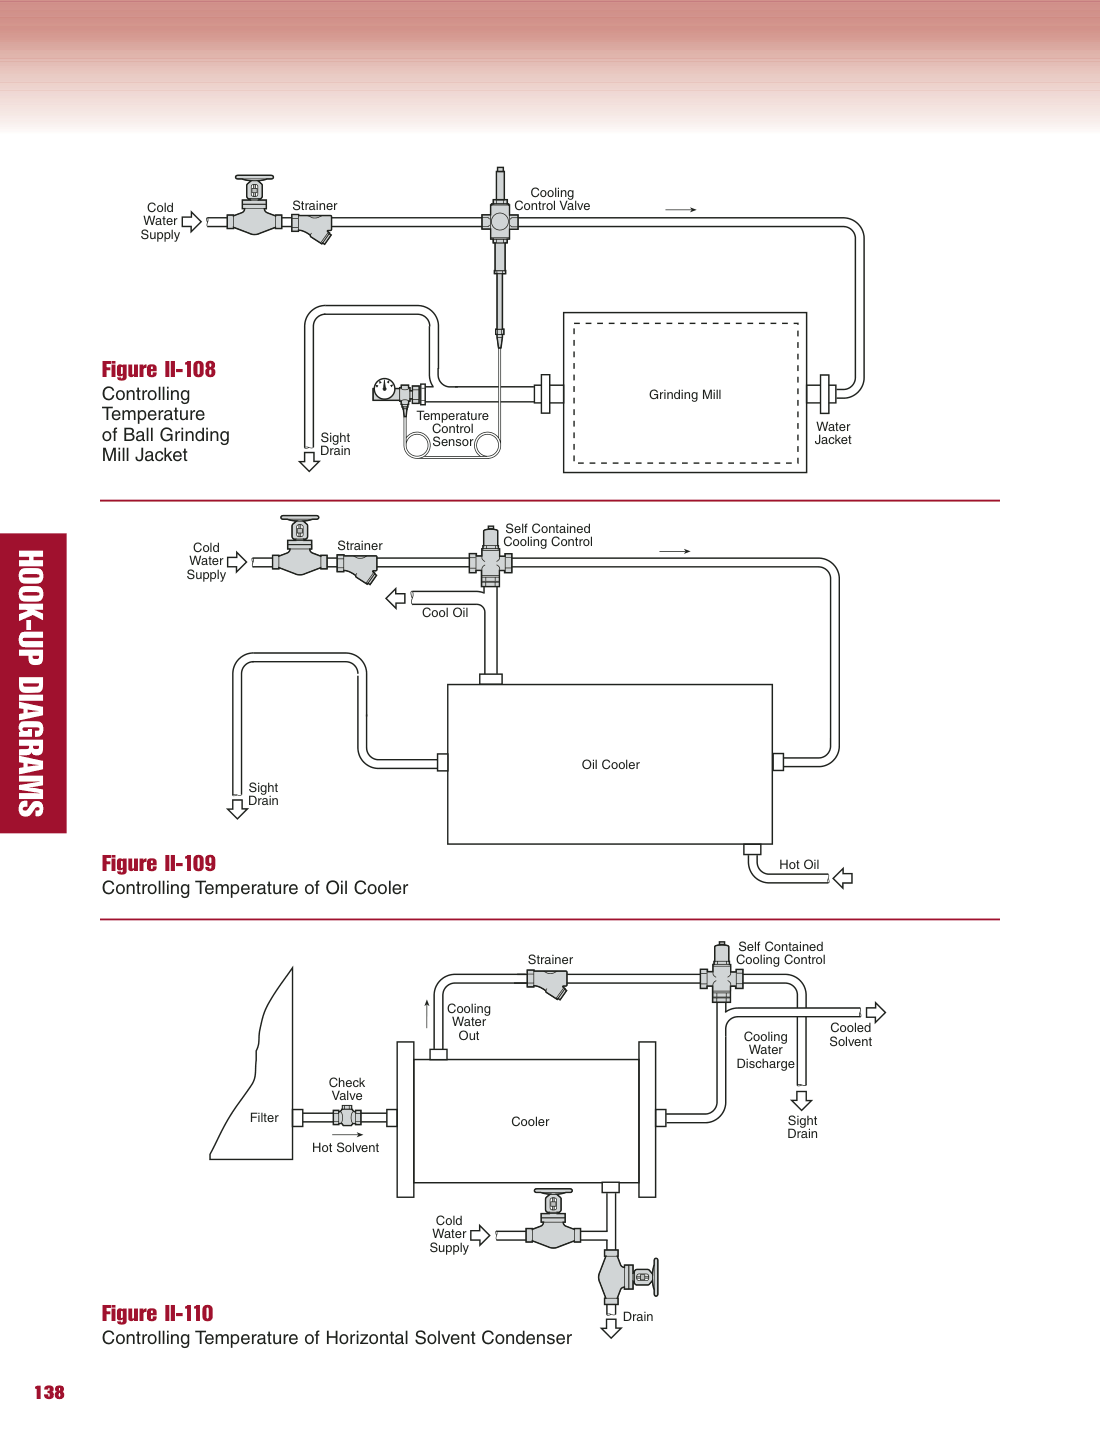 Cold
Water
Supply
Strainer
Cooling
Control Valve
Grinding Mill
Water
Jacket
Temperature
Control
Sensor
Sight
Drain
Figure II-108
Controlling
Temperature
of Ball Grinding
Mill Jacket
HOOK-UP DIAGRAMS
Cold
Water
Supply
Strainer
Self Contained
Cooling Control
Cool Oil
Oil Cooler
Sight
Drain
Hot Oil
Figure II-109
Controlling Temperature of Oil Cooler
Strainer
Self Contained
Cooling Control
Cooling
Water
Out
Cooling
Water
Discharge
Cooled
Solvent
Check
Valve
Filter
Hot Solvent
Cooler
Sight
Drain
Cold
Water
Supply
Drain
Figure II-110
Controlling Temperature of Horizontal Solvent Condenser
138